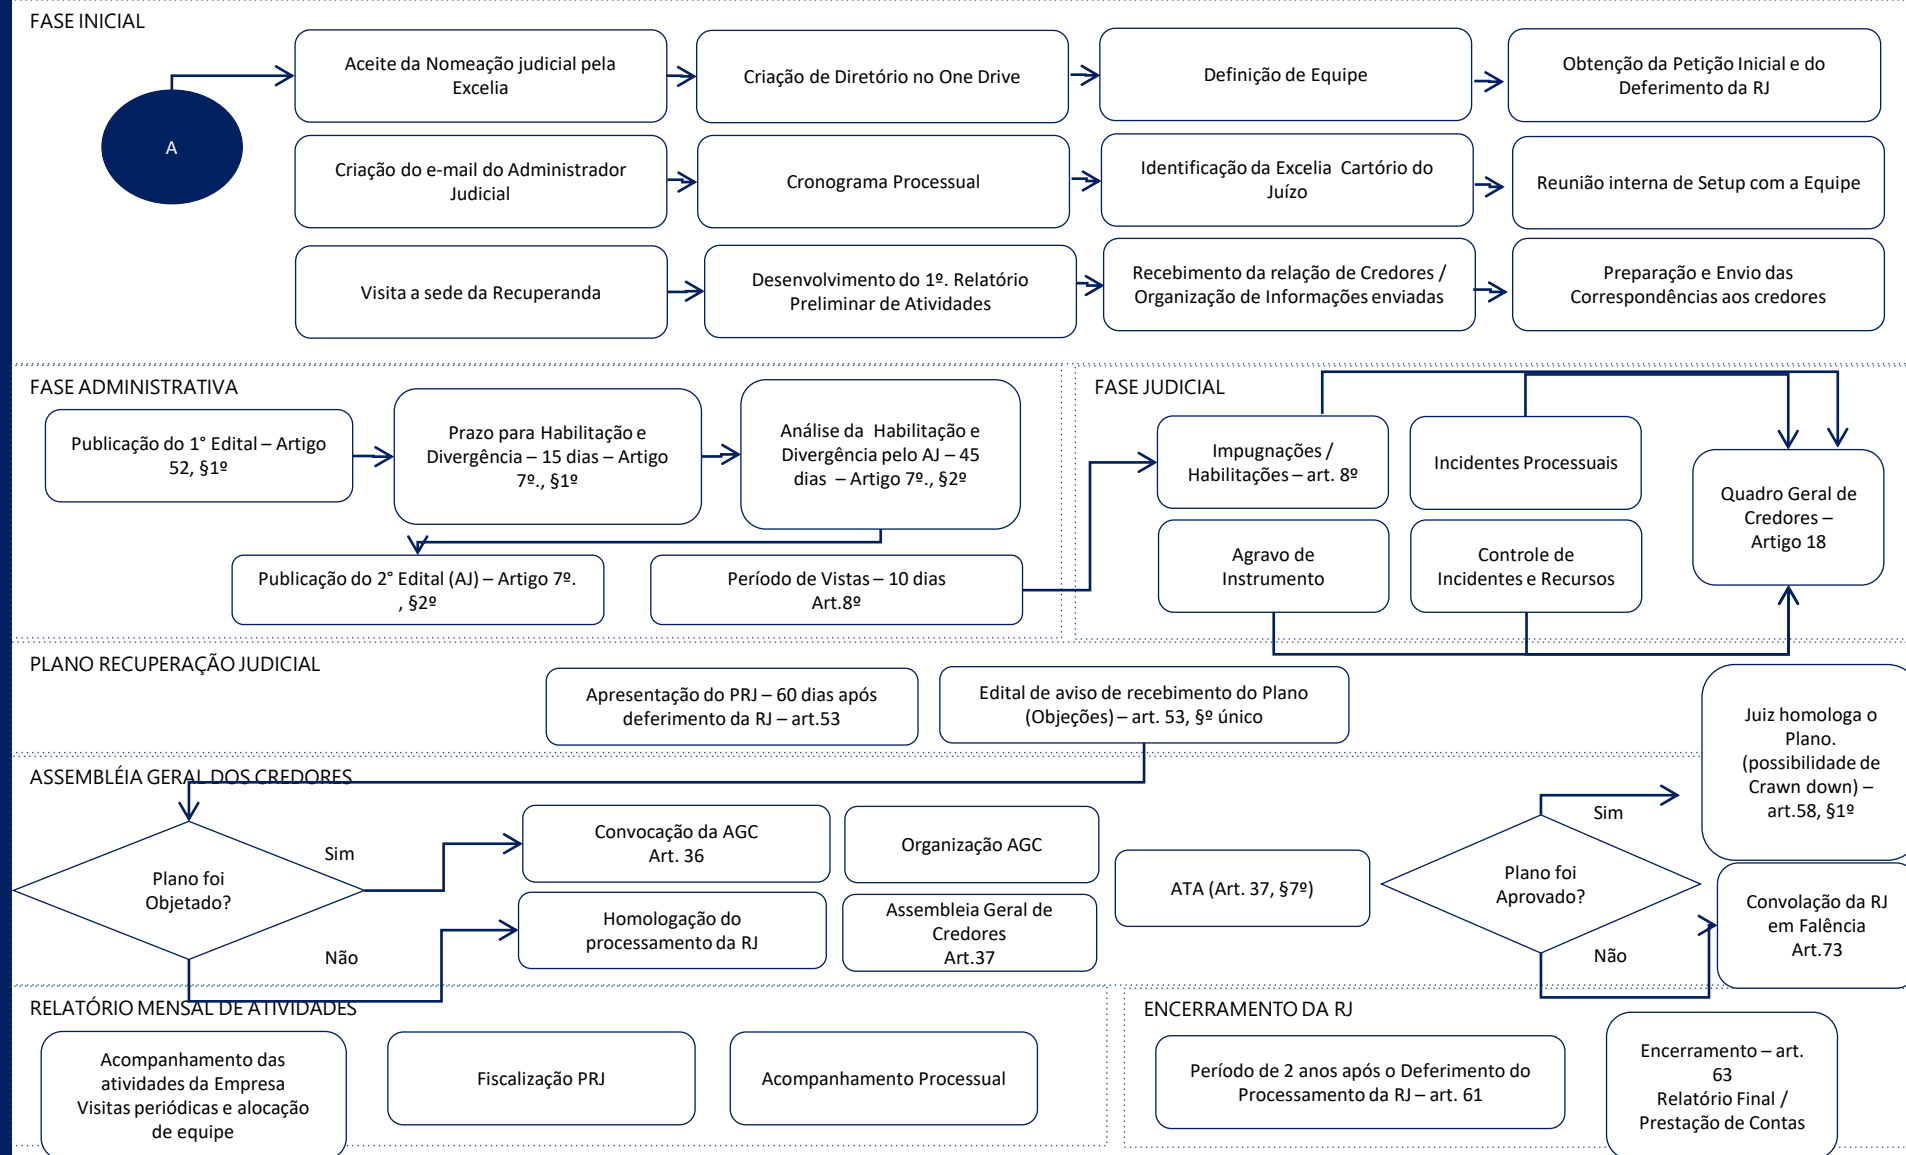 FASE INICIAL
Aceite da Nomeação judicial pela
Excelia
Criação de Diretório no One Drive
Definição de Equipe
Obtenção da Petição Inicial e do
Deferimento da RJ
A
Criação do e-mail do Administrador
Judicial
Cronograma Processual
Identificação da Excelia Cartório do
Juízo
Reunião interna de Setup com a Equipe
Visita a sede da Recuperanda
Desenvolvimento do 1º. Relatório
Preliminar de Atividades
Recebimento da relação de Credores /
Organização de Informações enviadas
Preparação e Envio das
Correspondências aos credores
FASE ADMINISTRATIVA
Publicação do 1° Edital – Artigo
52, §1º
Prazo para Habilitação e
Divergência – 15 dias – Artigo
7º., §1º
Análise da Habilitação e
Divergência pelo AJ – 45
dias – Artigo 7º., §2º
Publicação do 2° Edital (AJ) – Artigo 7º.
, §2º
Período de Vistas – 10 dias
Art.8º
FASE JUDICIAL
Impugnações /
Habilitações – art. 8º
Incidentes Processuais
Agravo de
Instrumento
Controle de
Incidentes e Recursos
Quadro Geral de
Credores –
Artigo 18
PLANO RECUPERAÇÃO JUDICIAL
Apresentação do PRJ – 60 dias após
deferimento da RJ – art.53
Edital de aviso de recebimento do Plano
(Objeções) – art. 53, §º único
Juiz homologa o
Plano.
(possibilidade de
Crawn down) –
art.58, §1º
ASSEMBLÉIA GERAL DOS CREDORES
Plano foi
Objetado?
Sim
Não
Convocação da AGC
Art. 36
Organização AGC
Homologação do
processamento da RJ
Assembleia Geral de
Credores
Art.37
ATA (Art. 37, §7º)
Plano foi
Aprovado?
Sim
Não
Convolação da RJ
em Falência
Art.73
RELATÓRIO MENSAL DE ATIVIDADES
Acompanhamento das
atividades da Empresa
Visitas periódicas e alocação
de equipe
Fiscalização PRJ
Acompanhamento Processual
ENCERRAMENTO DA RJ
Período de 2 anos após o Deferimento do
Processamento da RJ – art. 61
Encerramento – art.
63
Relatório Final /
Prestação de Contas